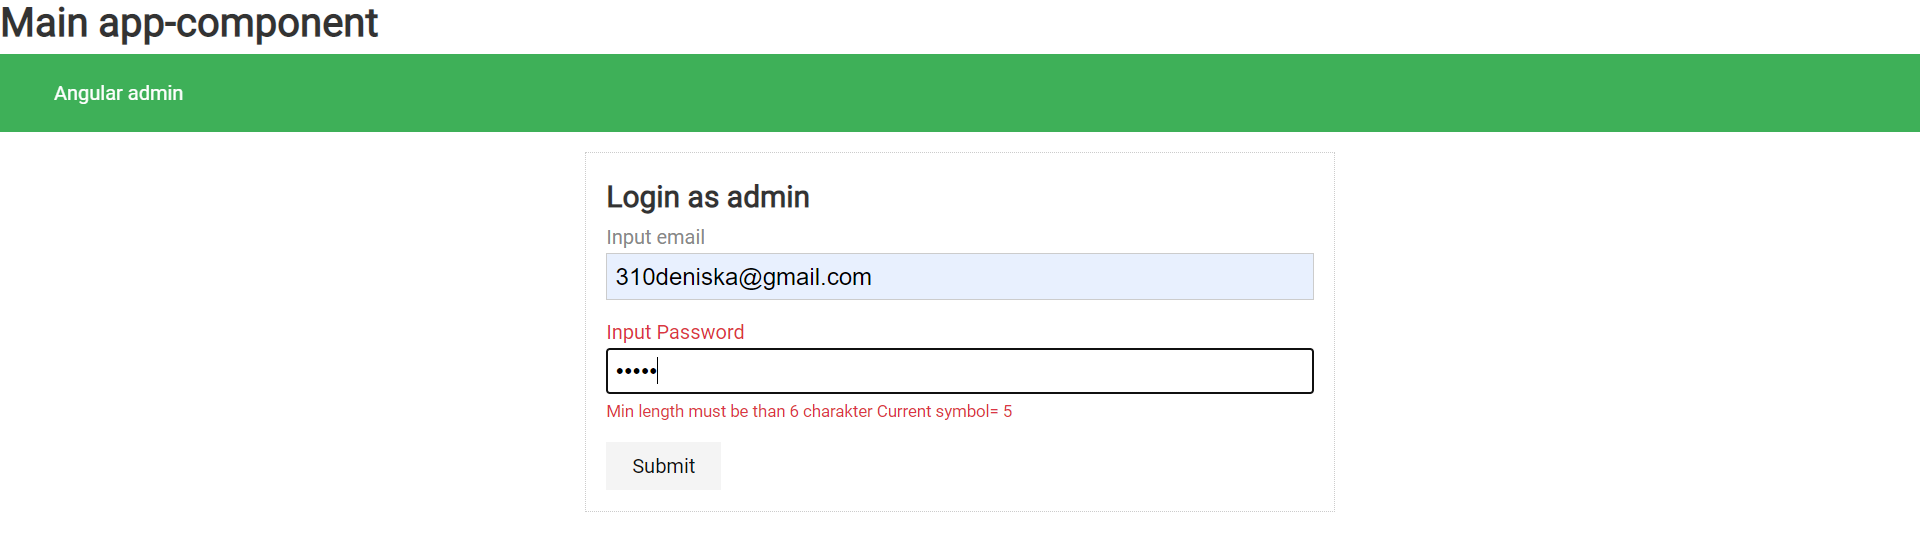 Main app-component
Angular admin
Login as admin
Input email
310deniska@gmail.com
Input Password
•••••
Min length must be than 6 charakter Current symbol= 5
Submit